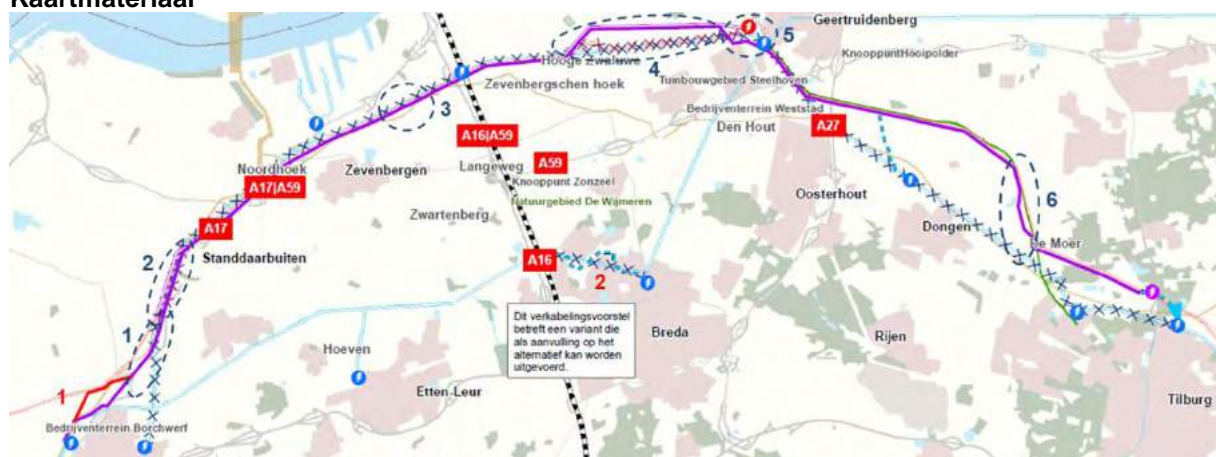 Kaartmateriaal
Geertruidenberg
5
KnooppuntHooipolder
Hooge Zwaluwe
4
Zevenbergschen hoek
Tuinbouwgebied Steelhoven
3
Bedrijventerrein Weststad
A16|A59
Den Hout
A27
Noordhoek
Zevenbergen
Langeweg
A59
A17|A59
Knooppunt Zonzeel
Oosterhout
6
Zwartenberg
Natuurgebied De Wijmeren
A17
Dongen
De Moer
2
Standdaarbuiten
A16
2
Dit verkabelingsvoorstel
betreft een variant die
als aanvulling op het
alternatief kan worden
uitgevoerd.
1
Breda
Rijen
Hoeven
1
Etten-Leur
Tilburg
Bedrijventerrein Borchwerf